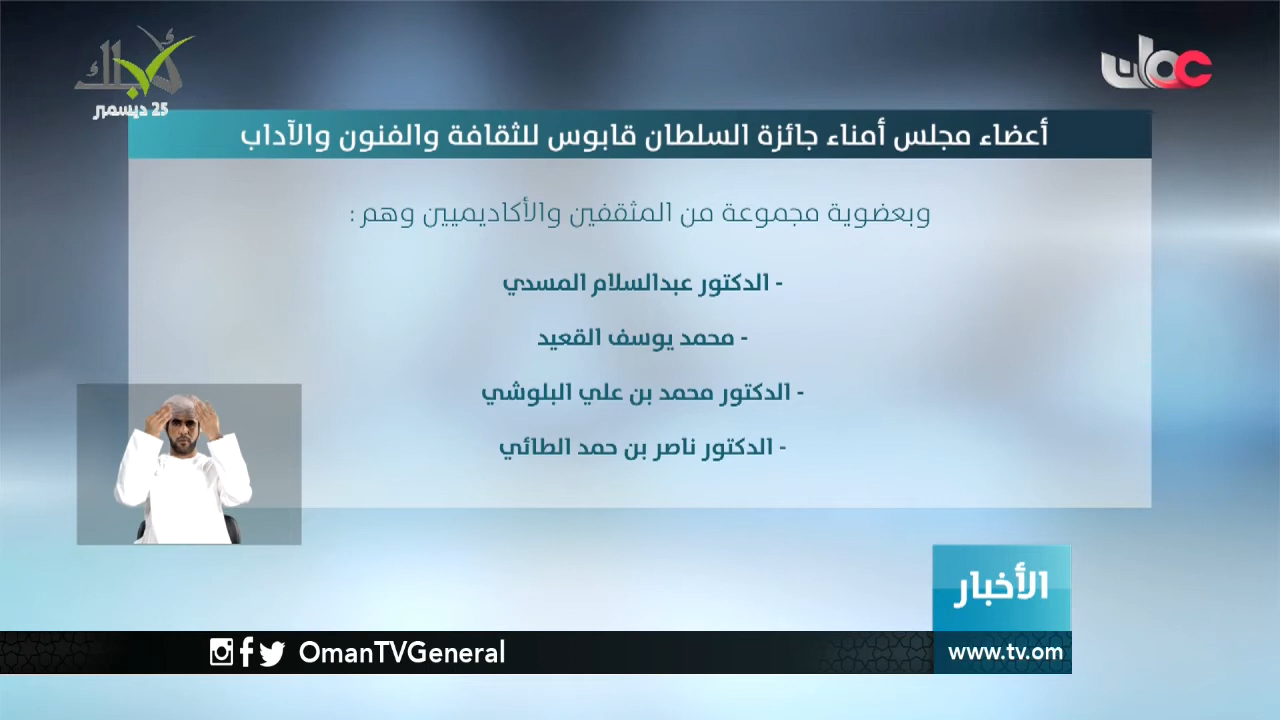 25 ديسمبر
عمان
أعضاء مجلس أمناء جائزة السلطان قابوس للثقافة والفنون والآداب
وبعضوية مجموعة من المثقفين والأكاديميين وهم :
- الدكتور عبدالسلام المسدي
- محمد يوسف القعيد
- الدكتور محمد بن علي البلوشي
- الدكتور ناصر بن حمد الطائي
الأخبار
OmanTVGeneral
www.tv.om